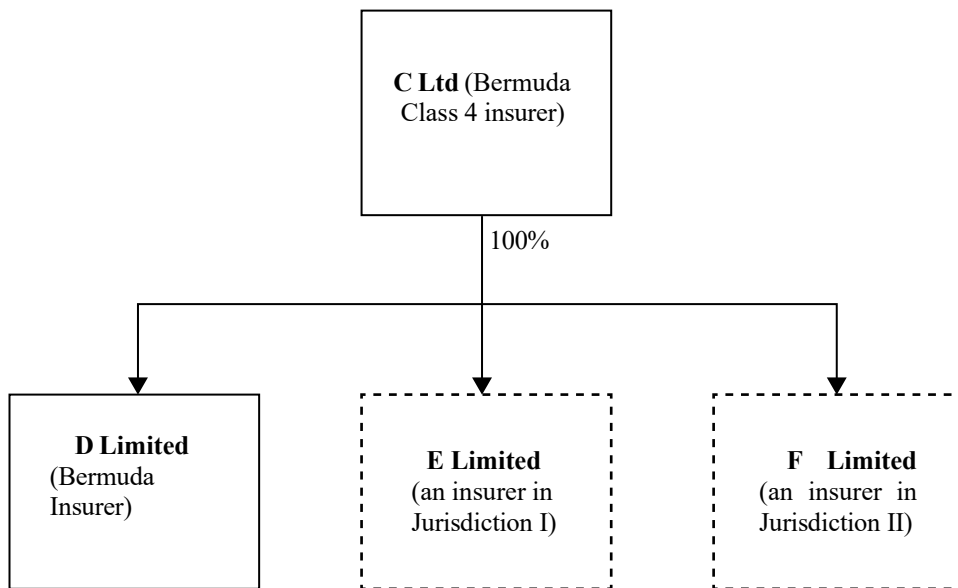 C Ltd (Bermuda
Class 4 insurer)
100%
D Limited
(Bermuda
Insurer)
E Limited
(an insurer in
Jurisdiction I)
F Limited
(an insurer in
Jurisdiction II)